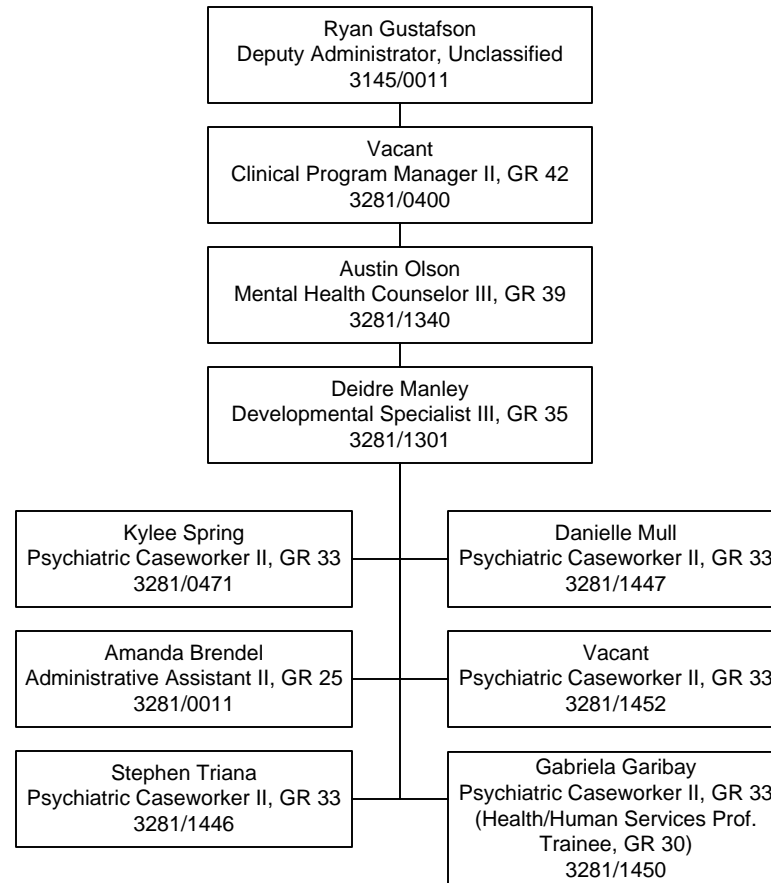 Ryan Gustafson
Deputy Administrator, Unclassified
3145/0011
Vacant
Clinical Program Manager II, GR 42
3281/0400
Austin Olson
Mental Health Counselor III, GR 39
3281/1340
Deidre Manley
Developmental Specialist III, GR 35
3281/1301
Kylee Spring
Psychiatric Caseworker II, GR 33
3281/0471
Danielle Mull
Psychiatric Caseworker II, GR 33
3281/1447
Amanda Brendel
Administrative Assistant II, GR 25
3281/0011
Vacant
Psychiatric Caseworker II, GR 33
3281/1452
Stephen Triana
Psychiatric Caseworker II, GR 33
3281/1446
Gabriela Garibay
Psychiatric Caseworker II, GR 33
(Health/Human Services Prof.
Trainee, GR 30)
3281/1450